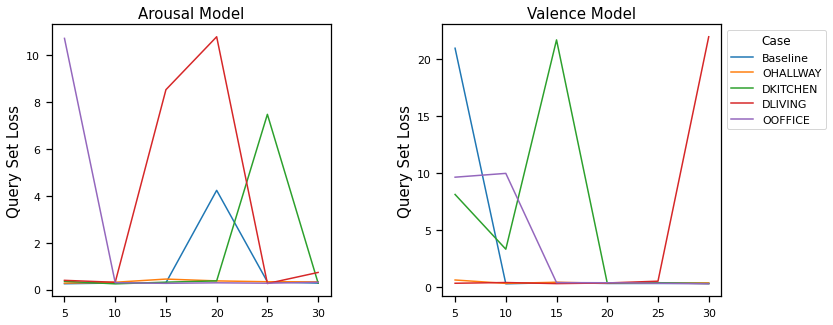 Arousal Model
Query Set Loss
10
8
6
4
2
0
5 10 15 20 25 30
Valence Model
Query Set Loss
20
15
10
5
0
5 10 15 20 25 30
Case
Baseline
OHALLWAY
DKITCHEN
DLIVING
OOFFICE